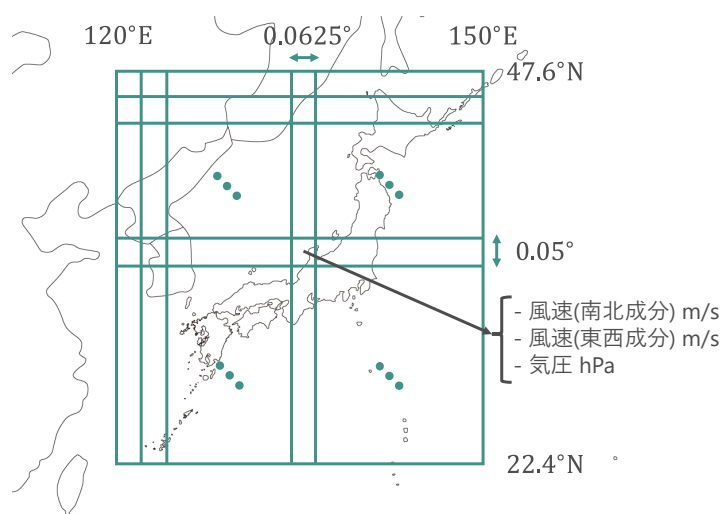 120°E 0.0625° 150°E
47.6°N
0.05°
- 風速(南北成分) m/s
- 風速(東西成分) m/s
- 気圧 hPa
22.4°N